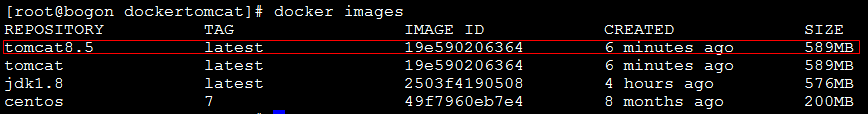 [root@bogon dockertomcat]# docker images
REPOSITORY TAG IMAGE ID CREATED SIZE
tomcat8.5 latest 19e590206364 6 minutes ago 589MB
tomcat latest 19e590206364 6 minutes ago 589MB
jdk1.8 latest 2503f4190508 4 hours ago 576MB
centos 7 49f7960eb7e4 8 months ago 200MB